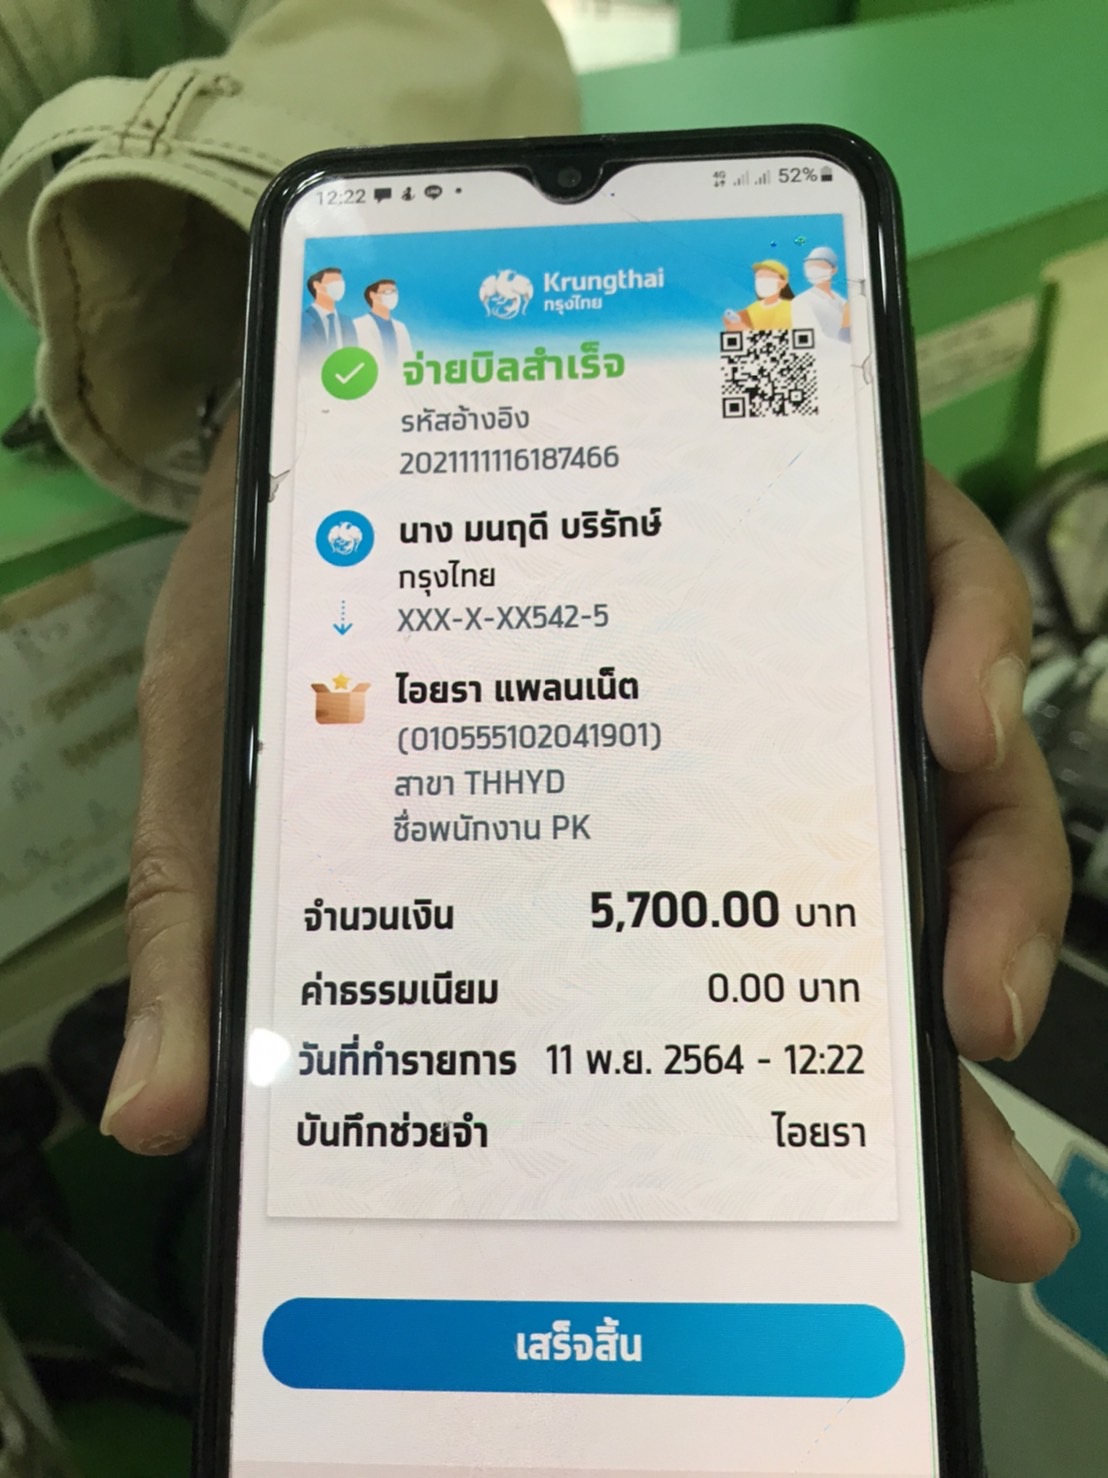 12:22
4G
52%
Krungthai
กรุงไทย
จ่ายบิลสำเร็จ
รหัสอ้างอิง
2021111116187466
นาง มนฤดี บริรักษ์
กรุงไทย
XXX-X-XX542-5
ไอยรา แพลนเน็ต
(010555102041901)
สาขา THHYD
ชื่อพนักงาน PK
จำนวนเงิน 5,700.00 บาท
ค่าธรรมเนียม 0.00 บาท
วันที่ทำรายการ 11 พ.ย. 2564 - 12:22
บันทึกช่วยจำ ไอยรา
เสร็จสิ้น